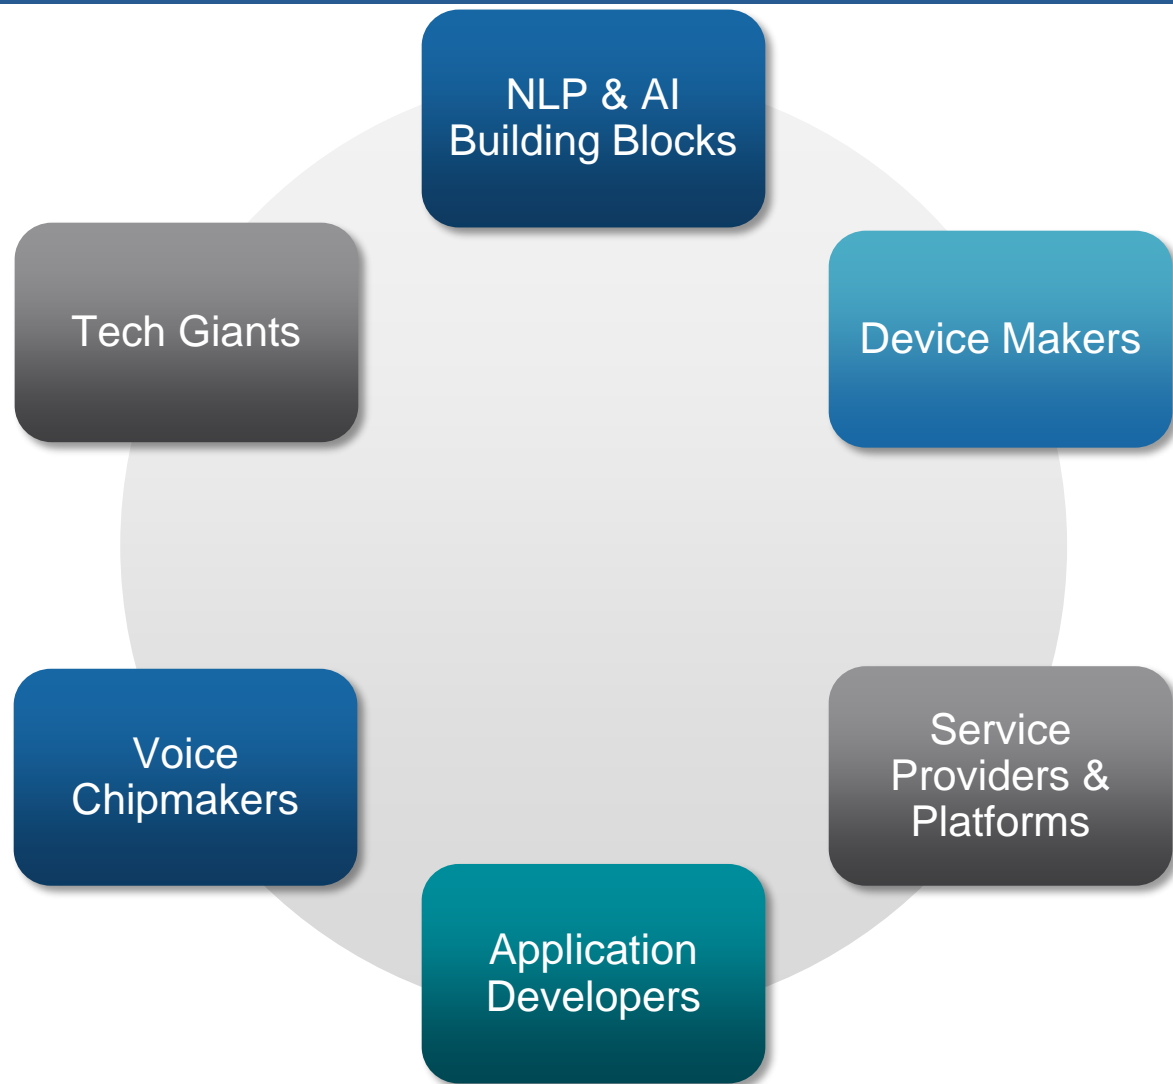 NLP & AI
Building Blocks
Tech Giants
Device Makers
Voice
Chipmakers
Service
Providers &
Platforms
Application
Developers